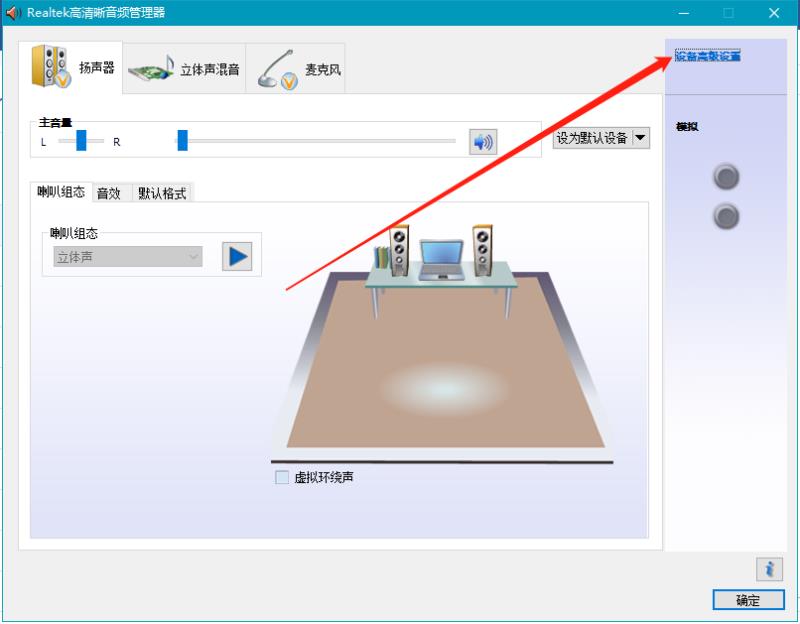 Realtek高清晰音频管理器
扬声器
立体声混音
麦克风
设备高级设置
主音量
L
R
设为默认设备
模拟
喇叭组态
音效
默认格式
喇叭组态
立体声
虚拟环绕声
i
确定